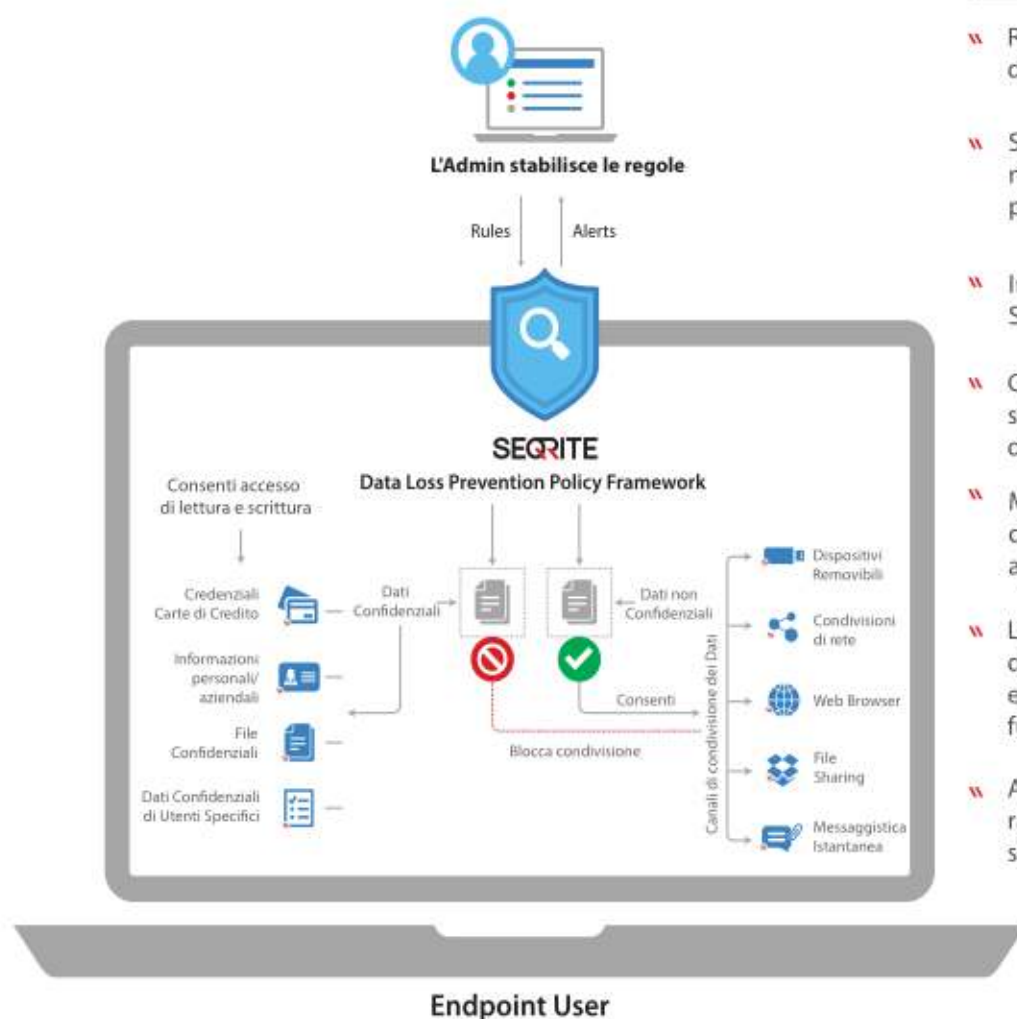 L'Admin stabilisce le regole
Rules
Alerts
SEQRITE
Data Loss Prevention Policy Framework
Consenti accesso
di lettura e scrittura
Credenziali
Carte di Credito
Informazioni
personali/
aziendali
File
Confidenziali
Dati Confidenziali
di Utenti Specifici
Dati
Confidenziali
Dati non
Confidenziali
Consenti
Blocca condivisione
Canali di condivisione dei Dati
Dispositivi
Removibili
Condivisioni
di rete
Web Browser
File
Sharing
Messaggistica
Istantanea
Endpoint User